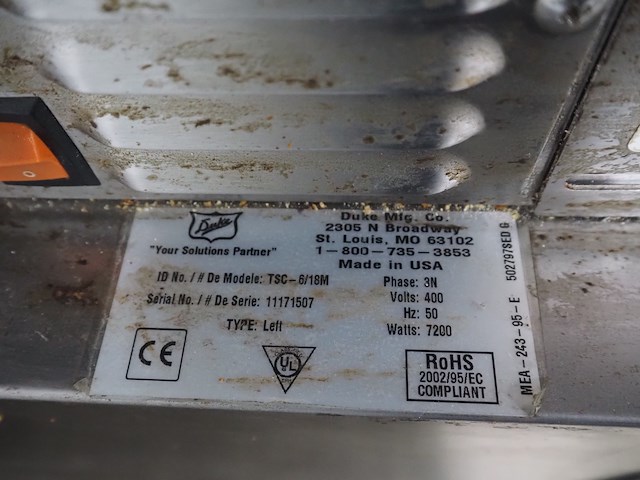 Duke
"Your Solutions Partner"
Duke Mfg. Co.
2305 N Broadway
St. Louis, MO 63102
1-800-735-3853
Made in USA
ID No. / # De Modele: TSC-6/18M
Serial No. / # De Serie: 11171507
TYPE: Left
Phase: 3N
Volts: 400
Hz: 50
Watts: 7200
CE
UL
RoHS
2002/95/EC
COMPLIANT
MEA-243-95-E